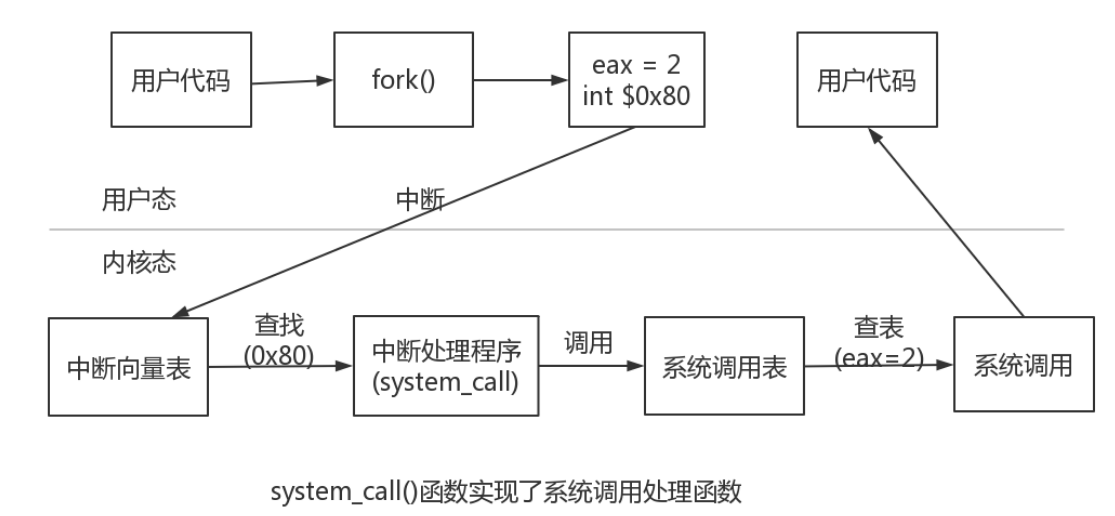 用户代码
fork()
eax = 2
int $0x80
用户代码
用户态
中断
内核态
中断向量表
查找
(0x80)
中断处理程序
(system_call)
调用
系统调用表
查表
(eax=2)
系统调用
system_call()函数实现了系统调用处理函数